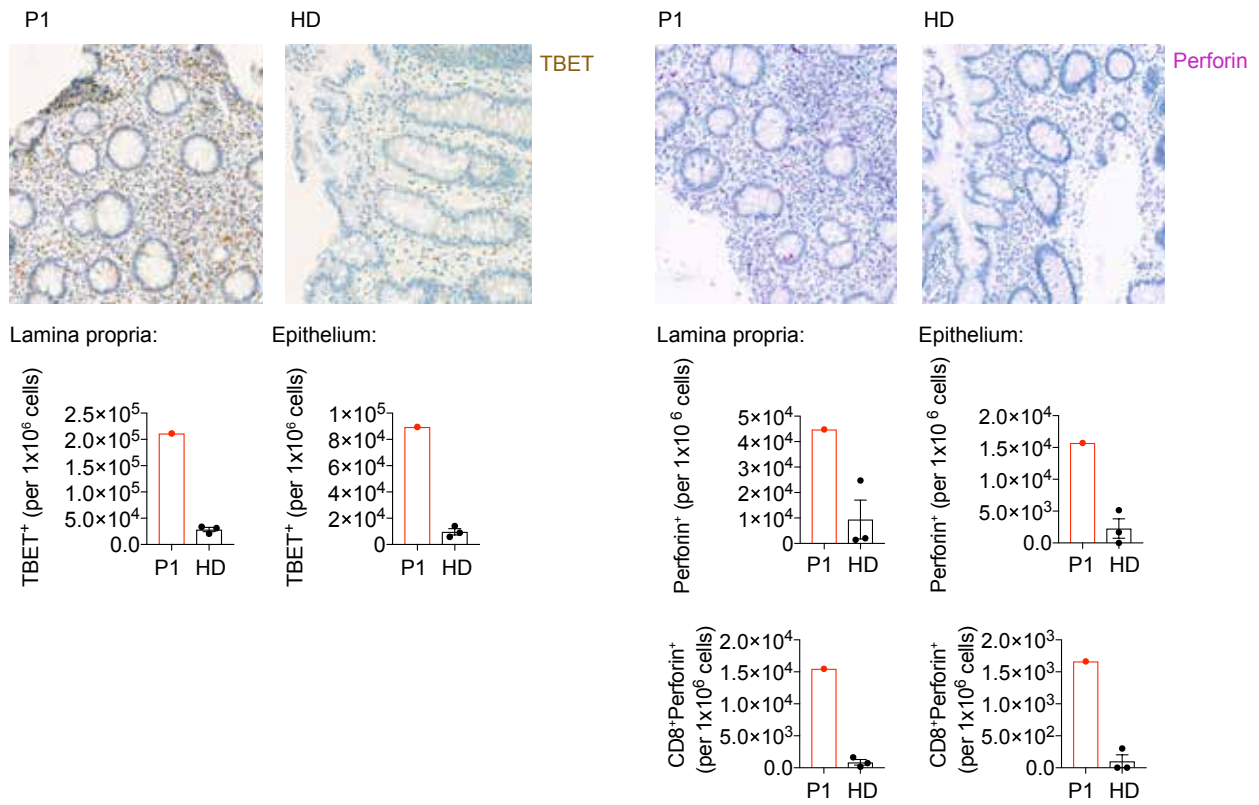 P1
HD
TBET
P1
HD
Perforin
Lamina propria:
Epithelium:
Lamina propria:
Epithelium:
TBET⁺ (per 1x10⁶ cells)
2.5×10⁵
2.0×10⁵
1.5×10⁵
1.0×10⁵
5.0×10⁴
0.0
P1 HD
TBET⁺ (per 1x10⁶ cells)
1×10⁵
8×10⁴
6×10⁴
4×10⁴
2×10⁴
0
P1 HD
Perforin⁺ (per 1x10⁶ cells)
5×10⁴
4×10⁴
3×10⁴
2×10⁴
1×10⁴
0
P1 HD
Perforin⁺ (per 1x10⁶ cells)
2.0×10⁴
1.5×10⁴
1.0×10⁴
5.0×10³
0.0
P1 HD
CD8⁺Perforin⁺
(per 1x10⁶ cells)
2.0×10⁴
1.5×10⁴
1.0×10⁴
5.0×10³
0.0
P1 HD
CD8⁺Perforin⁺
(per 1x10⁶ cells)
2.0×10³
1.5×10³
1.0×10³
5.0×10²
0.0
P1 HD